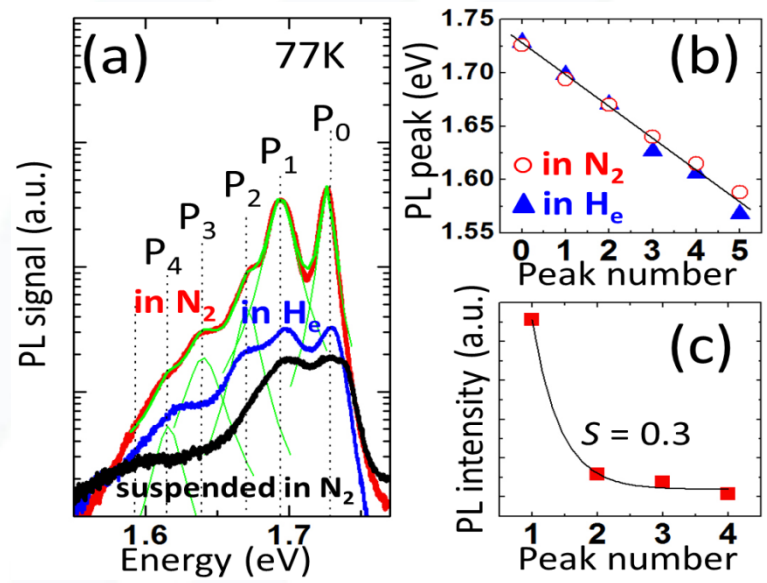 (a)
77K
P0
P1
P2
P3
P4
in N2
in He
suspended in N2
PL signal (a.u.)
1.6
1.7
Energy (eV)
(b)
1.75
1.70
1.65
1.60
1.55
PL peak (eV)
in N2
in He
0 1 2 3 4 5
Peak number
(c)
S = 0.3
PL intensity (a.u.)
1 2 3 4
Peak number